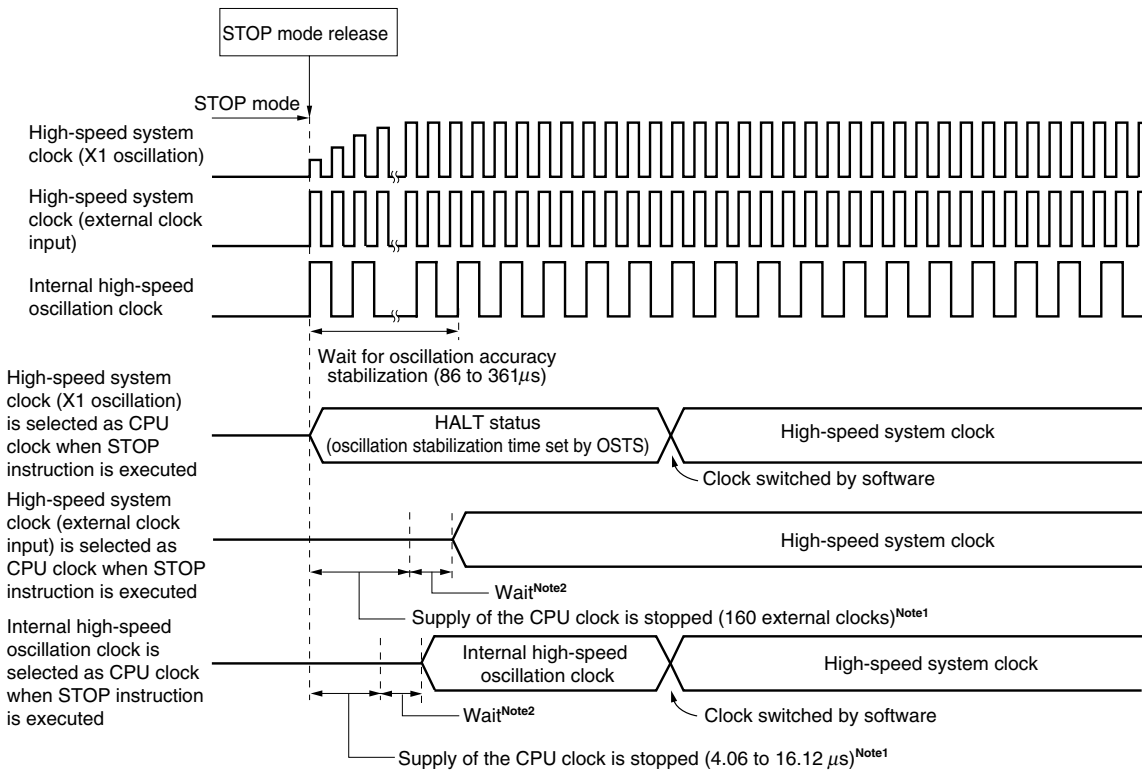 STOP mode release
STOP mode
High-speed system
clock (X1 oscillation)
High-speed system
clock (external clock
input)
Internal high-speed
oscillation clock
Wait for oscillation accuracy
stabilization (86 to 361μs)
High-speed system
clock (X1 oscillation)
is selected as CPU
clock when STOP
instruction is executed
HALT status
(oscillation stabilization time set by OSTS)
High-speed system clock
Clock switched by software
High-speed system
clock (external clock
input) is selected as
CPU clock when STOP
instruction is executed
High-speed system clock
Wait Note2
Supply of the CPU clock is stopped (160 external clocks) Note1
Internal high-speed
oscillation clock is
selected as CPU clock
when STOP instruction
is executed
Internal high-speed
oscillation clock
High-speed system clock
Wait Note2
Clock switched by software
Supply of the CPU clock is stopped (4.06 to 16.12 μs) Note1